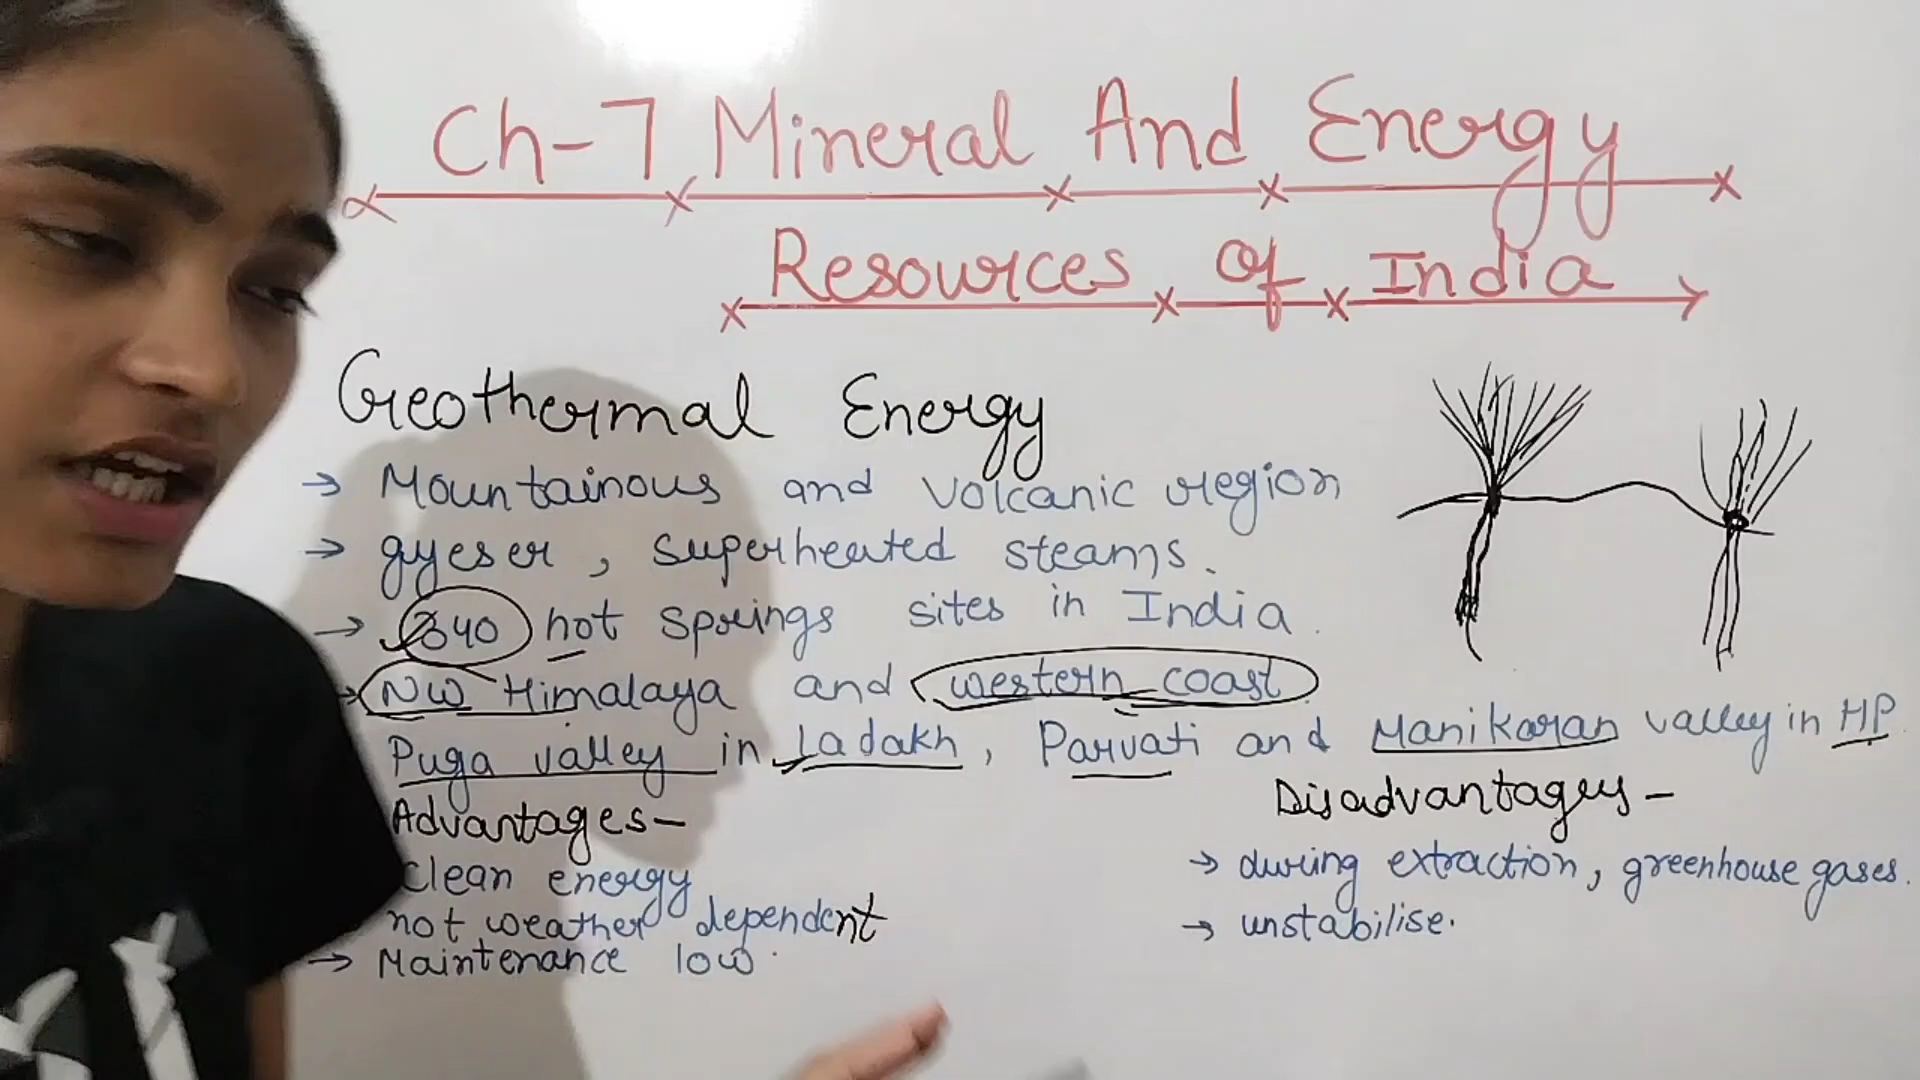 Ch-7 Mineral And Energy
Resources of India
Geothermal Energy
→ Mountainous and volcanic region
→ gyeser, superheated steams.
→ 340 hot springs sites in India.
→ NW Himalaya and western coast
Puga valley in Ladakh, Parvati and Manikaran valley in HP
Advantages-
Clean energy
not weather dependent
→ Maintenance low.
Disadvantages-
→ during extraction, greenhouse gases.
→ unstabilise.